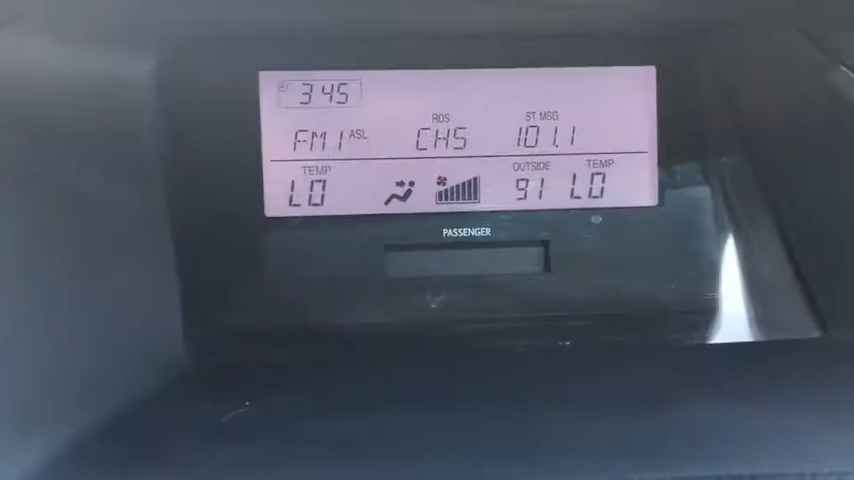 3 45
RDS ST MSG
FM1 ASL CH5 101.1
TEMP OUTSIDE TEMP
LO 91 LO
PASSENGER